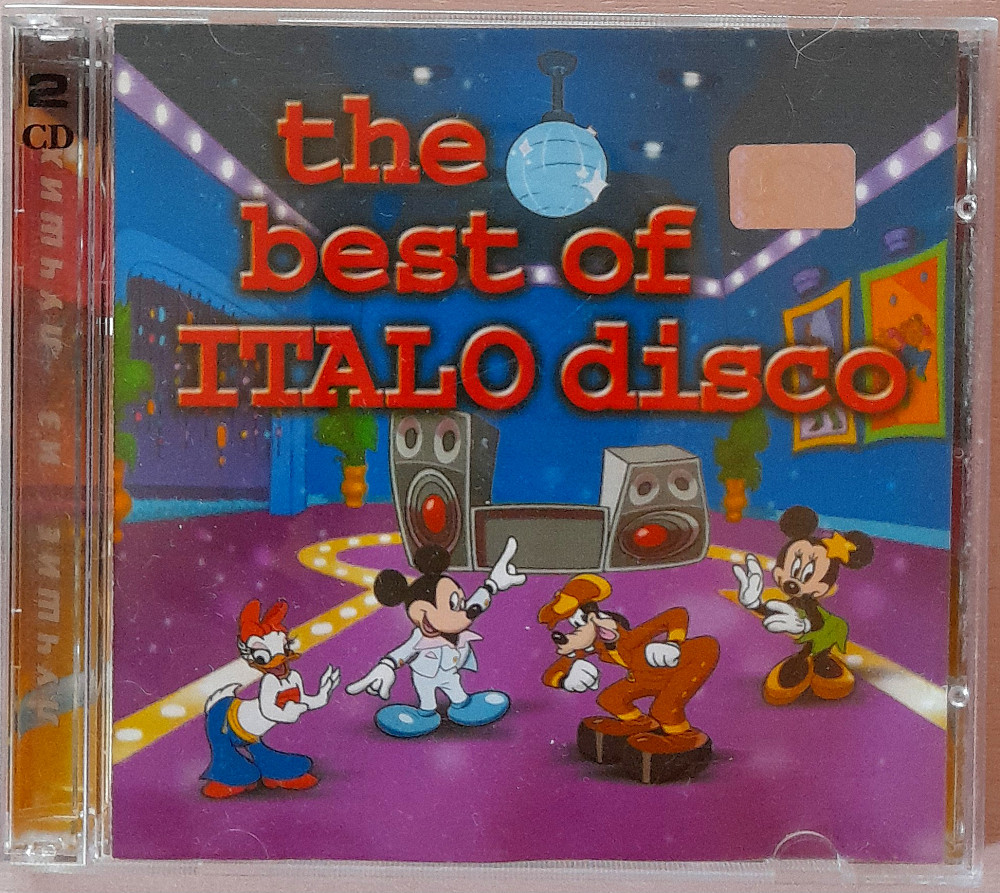 2
CD
the
best of
ITALO disco